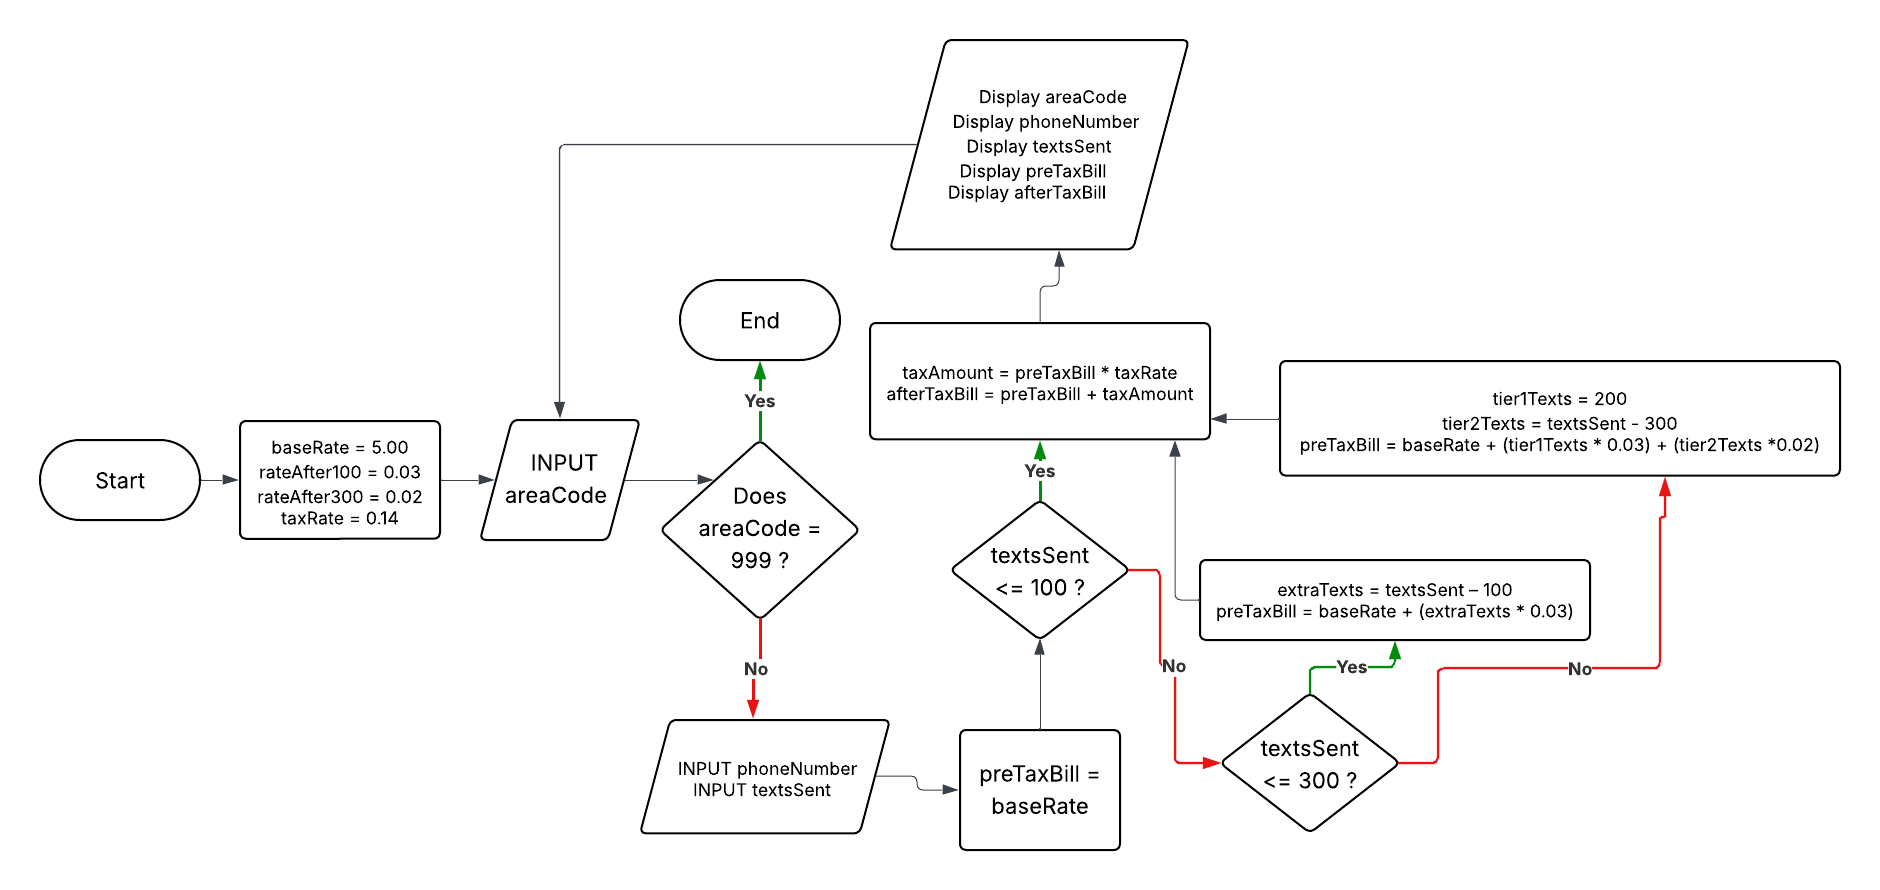 Start
baseRate = 5.00
rateAfter100 = 0.03
rateAfter300 = 0.02
taxRate = 0.14
INPUT
areaCode
Does
areaCode =
999 ?
Yes
End
No
INPUT phoneNumber
INPUT textsSent
preTaxBill =
baseRate
textsSent
<= 100 ?
Yes
No
textsSent
<= 300 ?
Yes
No
extraTexts = textsSent – 100
preTaxBill = baseRate + (extraTexts * 0.03)
tier1Texts = 200
tier2Texts = textsSent - 300
preTaxBill = baseRate + (tier1Texts * 0.03) + (tier2Texts *0.02)
taxAmount = preTaxBill * taxRate
afterTaxBill = preTaxBill + taxAmount
Display areaCode
Display phoneNumber
Display textsSent
Display preTaxBill
Display afterTaxBill